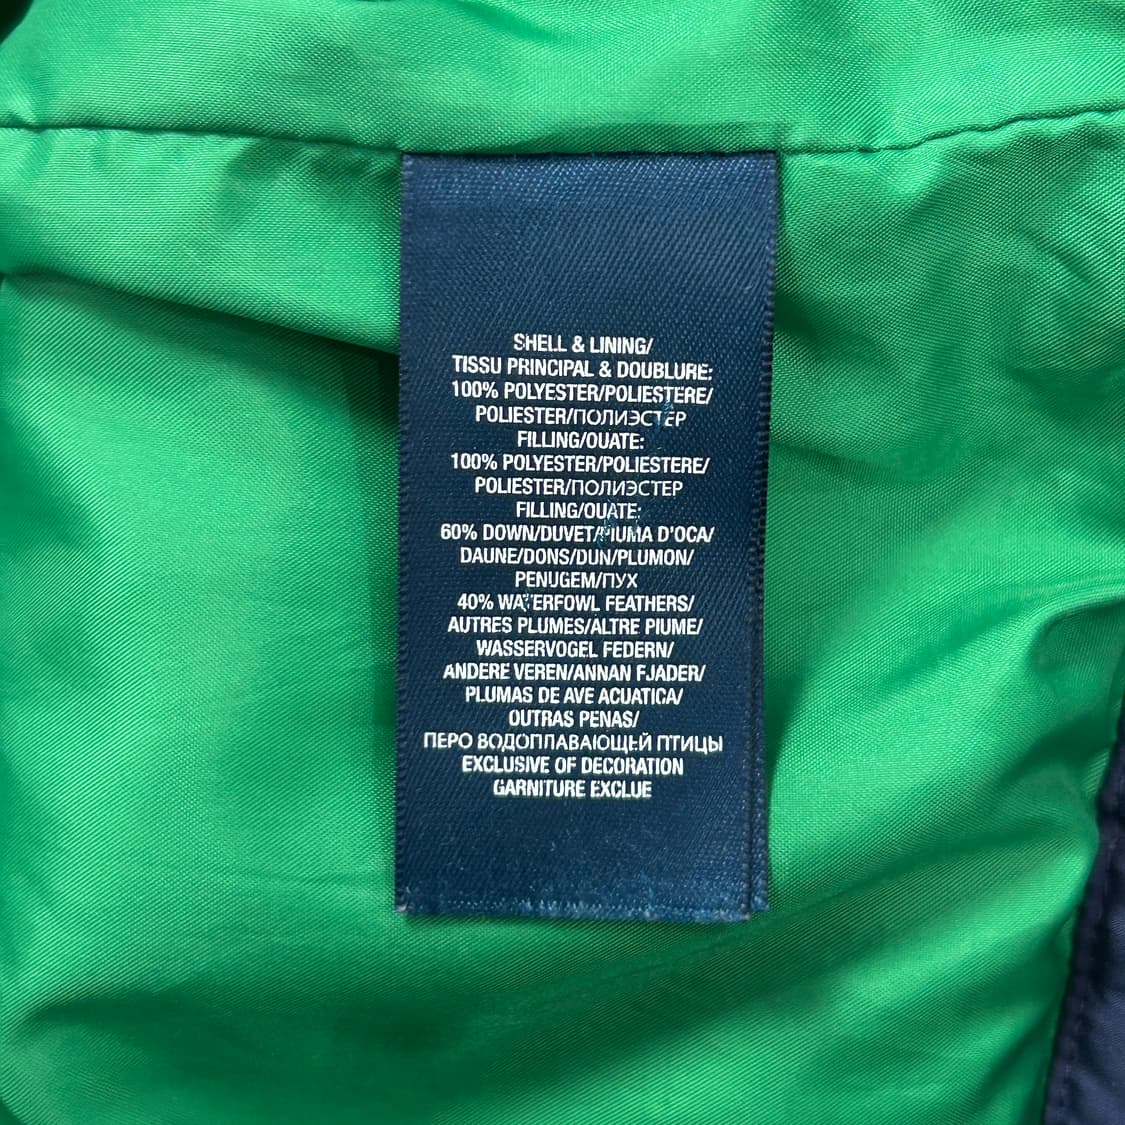 SHELL & LINING/
TISSU PRINCIPAL & DOUBLURE:
100% POLYESTER/POLIESTERE/
POLIESTER/ПОЛИЭСТЕР
FILLING/OUATE:
100% POLYESTER/POLIESTERE/
POLIESTER/ПОЛИЭСТЕР
FILLING/OUATE:
60% DOWN/DUVET/PIUMA D'OCA/
DAUNE/DONS/DUN/PLUMON/
PENUGEM/ПУХ
40% WATERFOWL FEATHERS/
AUTRES PLUMES/ALTRE PIUME/
WASSERVOGEL FEDERN/
ANDERE VEREN/ANNAN FJADER/
PLUMAS DE AVE ACUATICA/
OUTRAS PENAS/
ПЕРО ВОДОПЛАВАЮЩЕЙ ПТИЦЫ
EXCLUSIVE OF DECORATION
GARNITURE EXCLUE